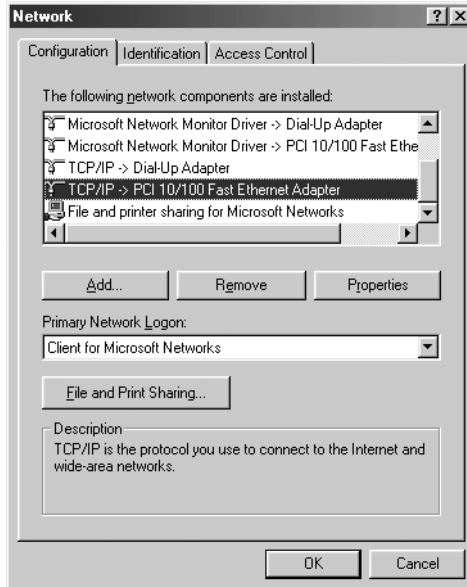 Network
Configuration Identification Access Control
The following network components are installed:
Microsoft Network Monitor Driver -> Dial-Up Adapter
Microsoft Network Monitor Driver -> PCI 10/100 Fast Ethe
TCP/IP -> Dial-Up Adapter
TCP/IP -> PCI 10/100 Fast Ethernet Adapter
File and printer sharing for Microsoft Networks
Add... Remove Properties
Primary Network Logon:
Client for Microsoft Networks
File and Print Sharing...
Description
TCP/IP is the protocol you use to connect to the Internet and
wide-area networks.
OK Cancel